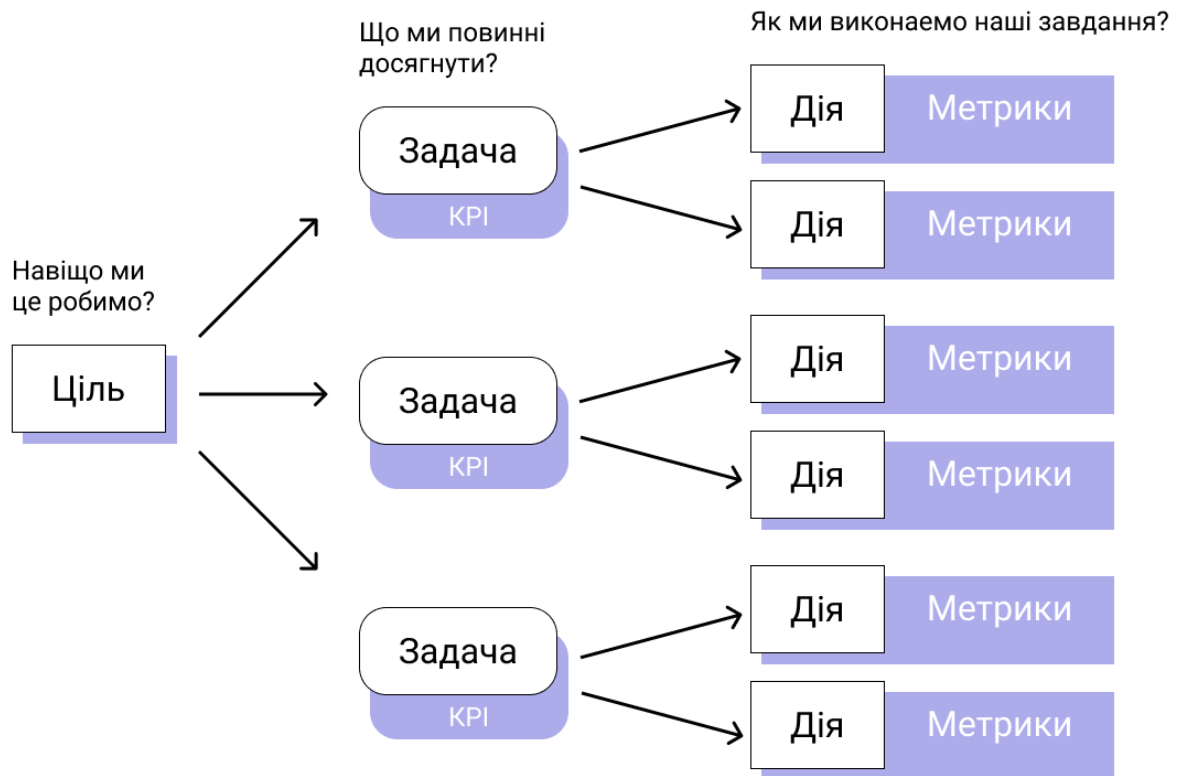 Навіщо ми
це робимо?
Ціль
Що ми повинні
досягнути?
Задача
KPI
Задача
KPI
Задача
KPI
Як ми виконаємо наші завдання?
Дія Метрики
Дія Метрики
Дія Метрики
Дія Метрики
Дія Метрики
Дія Метрики